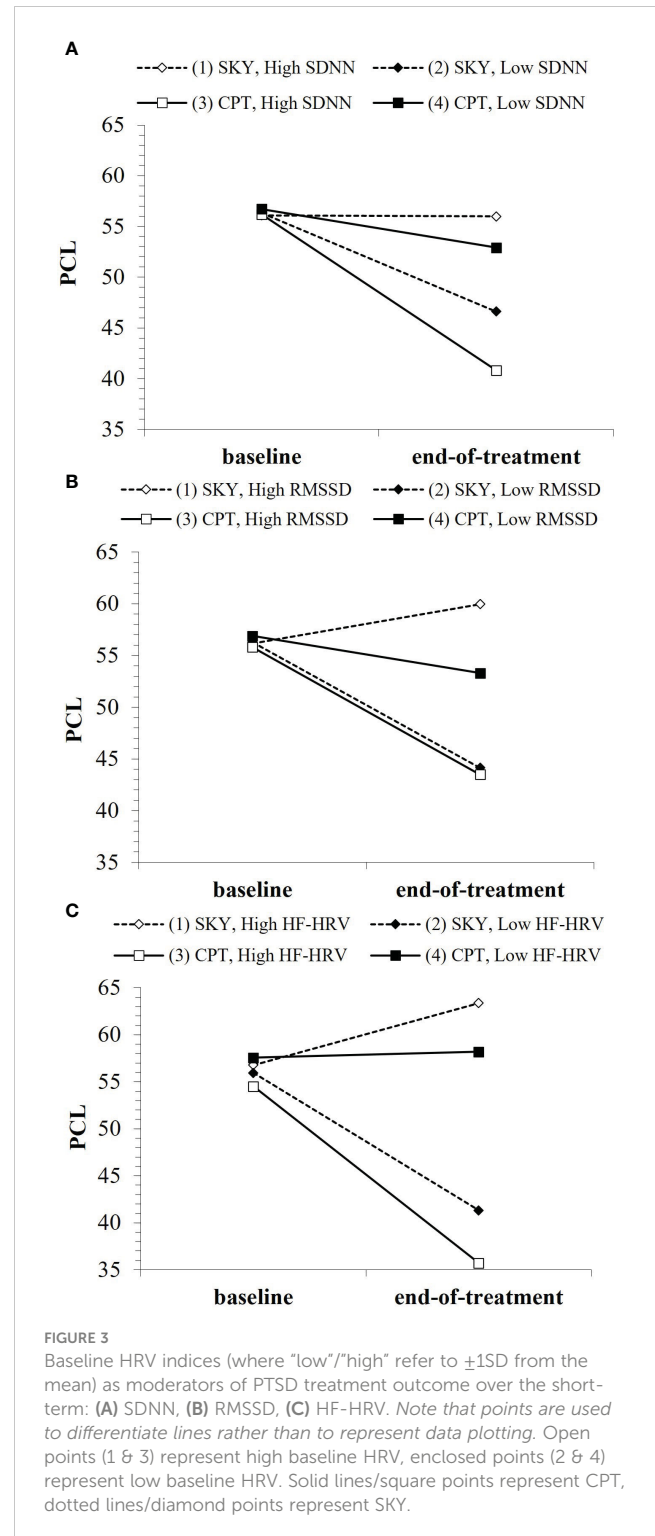 A
(1) SKY, High SDNN (2) SKY, Low SDNN
(3) CPT, High SDNN (4) CPT, Low SDNN
65
60
55
50
45
40
35
PCL
baseline end-of-treatment
B
(1) SKY, High RMSSD (2) SKY, Low RMSSD
(3) CPT, High RMSSD (4) CPT, Low RMSSD
65
60
55
50
45
40
35
PCL
baseline end-of-treatment
C
(1) SKY, High HF-HRV (2) SKY, Low HF-HRV
(3) CPT, High HF-HRV (4) CPT, Low HF-HRV
65
60
55
50
45
40
35
PCL
baseline end-of-treatment
FIGURE 3
Baseline HRV indices (where "low"/"high" refer to ±1SD from the
mean) as moderators of PTSD treatment outcome over the short-
term: (A) SDNN, (B) RMSSD, (C) HF-HRV. Note that points are used
to differentiate lines rather than to represent data plotting. Open
points (1 & 3) represent high baseline HRV, enclosed points (2 & 4)
represent low baseline HRV. Solid lines/square points represent CPT,
dotted lines/diamond points represent SKY.